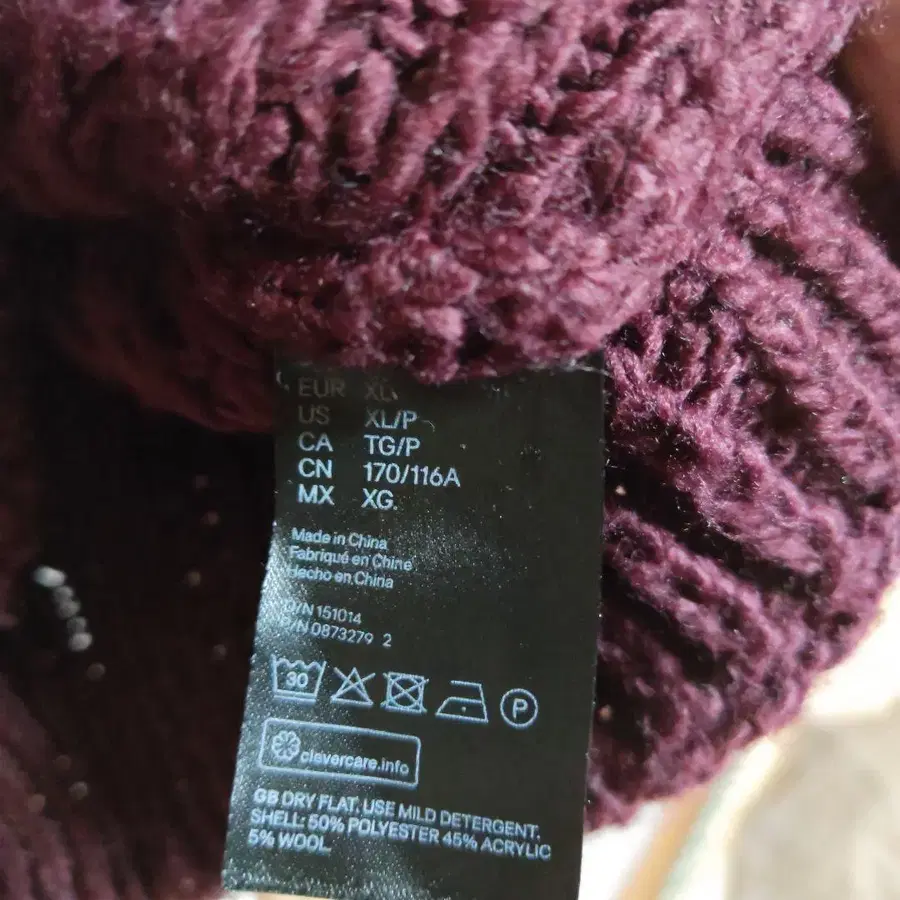 EUR XL
US XL/P
CA TG/P
CN 170/116A
MX XG
Made in China
Fabriqué en Chine
Hecho en China
O/N 151014
P/N 0873279 2
30
P
clevercare.info
GB DRY FLAT. USE MILD DETERGENT.
SHELL: 50% POLYESTER 45% ACRYLIC
5% WOOL